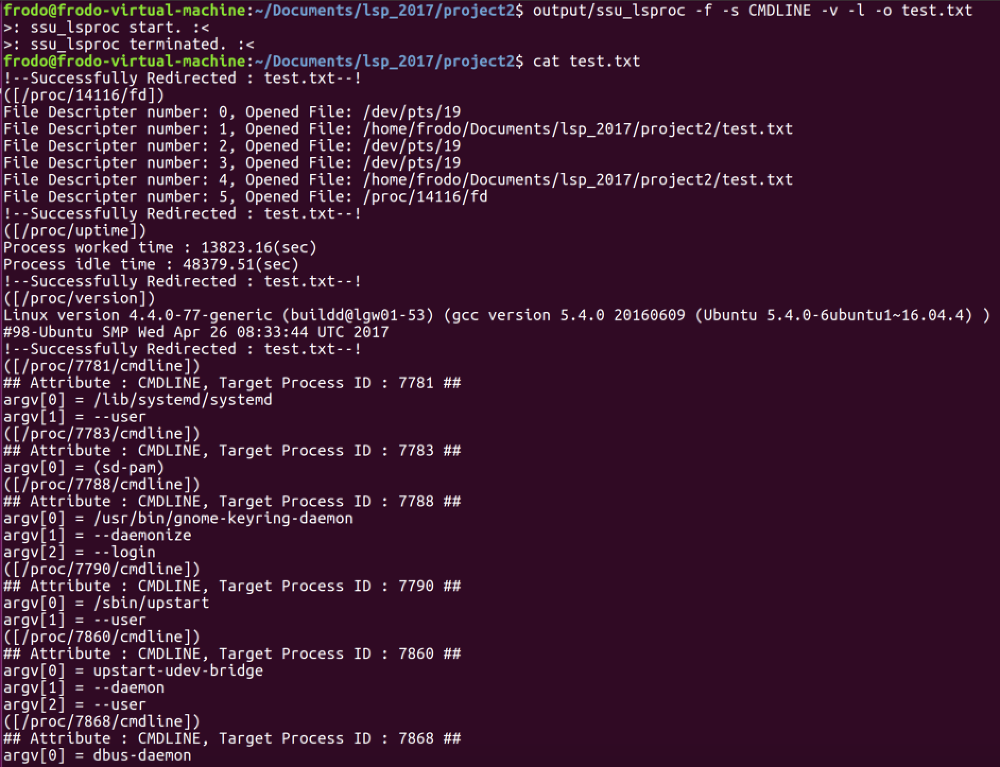 frodo@frodo-virtual-machine:~/Documents/lsp_2017/project2$ output/ssu_lsproc -f -s CMDLINE -v -l -o test.txt
>: ssu_lsproc start. :<
>: ssu_lsproc terminated. :<
frodo@frodo-virtual-machine:~/Documents/lsp_2017/project2$ cat test.txt
!--Successfully Redirected : test.txt--!
([/proc/14116/fd])
File Descripter number: 0, Opened File: /dev/pts/19
File Descripter number: 1, Opened File: /home/frodo/Documents/lsp_2017/project2/test.txt
File Descripter number: 2, Opened File: /dev/pts/19
File Descripter number: 3, Opened File: /dev/pts/19
File Descripter number: 4, Opened File: /home/frodo/Documents/lsp_2017/project2/test.txt
File Descripter number: 5, Opened File: /proc/14116/fd
!--Successfully Redirected : test.txt--!
([/proc/uptime])
Process worked time : 13823.16(sec)
Process idle time : 48379.51(sec)
!--Successfully Redirected : test.txt--!
([/proc/version])
Linux version 4.4.0-77-generic (buildd@lgw01-53) (gcc version 5.4.0 20160609 (Ubuntu 5.4.0-6ubuntu1~16.04.4) )
#98-Ubuntu SMP Wed Apr 26 08:33:44 UTC 2017
!--Successfully Redirected : test.txt--!
([/proc/7781/cmdline])
## Attribute : CMDLINE, Target Process ID : 7781 ##
argv[0] = /lib/systemd/systemd
argv[1] = --user
([/proc/7783/cmdline])
## Attribute : CMDLINE, Target Process ID : 7783 ##
argv[0] = (sd-pam)
([/proc/7788/cmdline])
## Attribute : CMDLINE, Target Process ID : 7788 ##
argv[0] = /usr/bin/gnome-keyring-daemon
argv[1] = --daemonize
argv[2] = --login
([/proc/7790/cmdline])
## Attribute : CMDLINE, Target Process ID : 7790 ##
argv[0] = /sbin/upstart
argv[1] = --user
([/proc/7860/cmdline])
## Attribute : CMDLINE, Target Process ID : 7860 ##
argv[0] = upstart-udev-bridge
argv[1] = --daemon
argv[2] = --user
([/proc/7868/cmdline])
## Attribute : CMDLINE, Target Process ID : 7868 ##
argv[0] = dbus-daemon